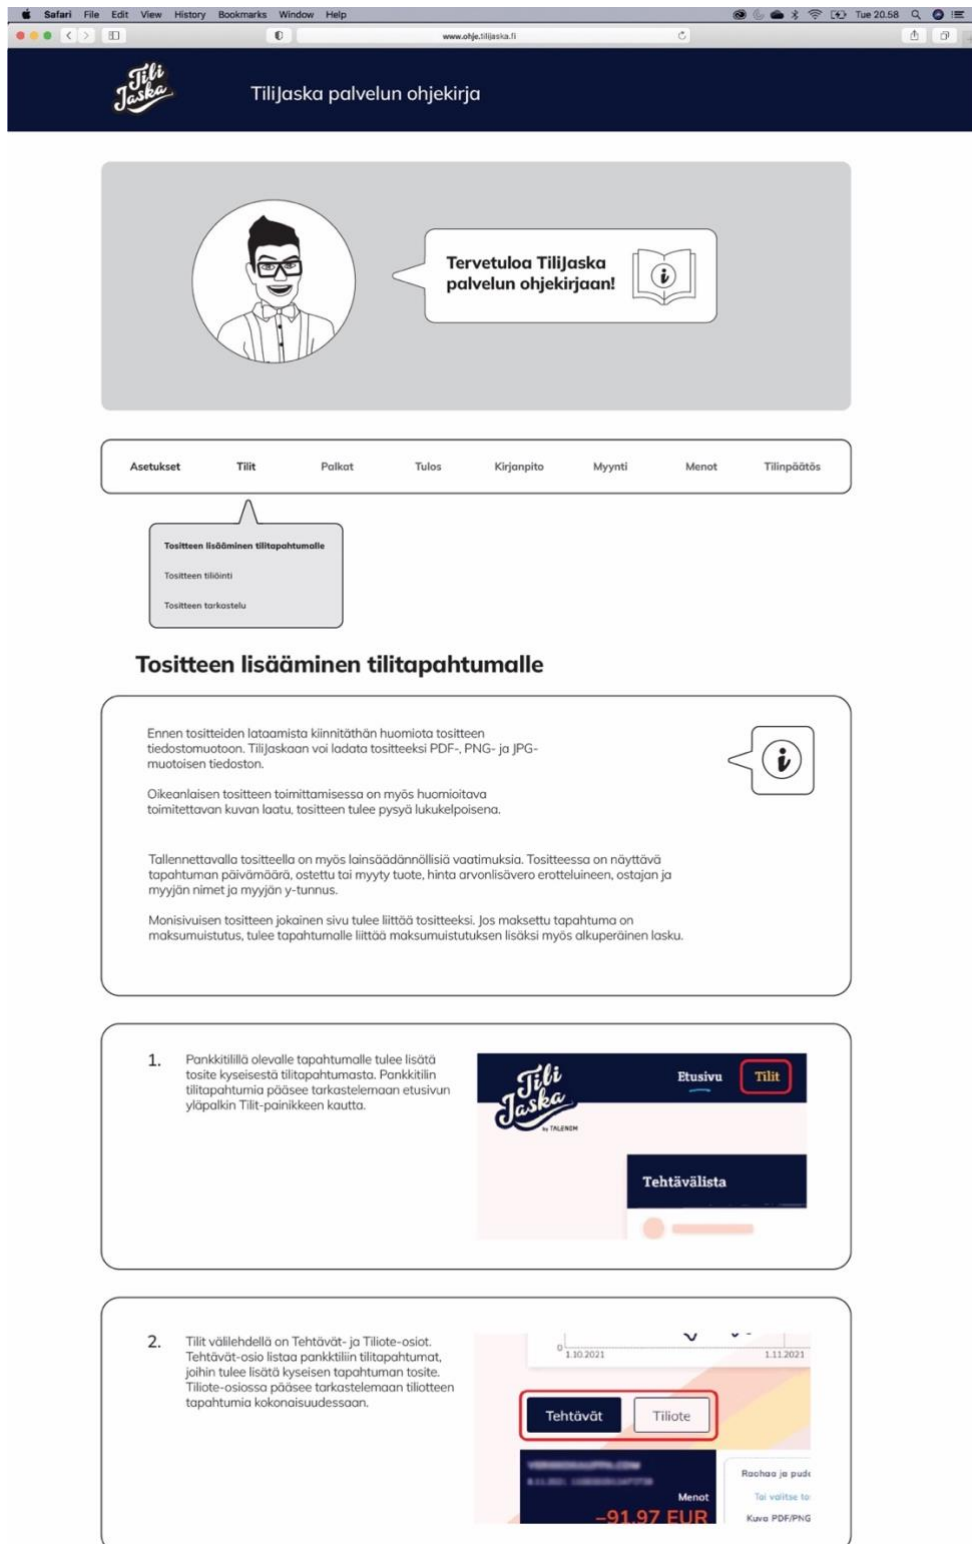 Safari File Edit View History Bookmarks Window Help
Tue 20.58
www.ohje.tilijaska.fi
Tili
Jaska
TiliJaska palvelun ohjekirja
Tervetuloa TiliJaska
palvelun ohjekirjaan!
i
Asetukset Tilit Palkat Tulos Kirjanpito Myynti Menot Tilinpäätös
Tositteen lisääminen tilitapahtumalle
Tositteen tiliöinti
Tositteen tarkastelu
Tositteen lisääminen tilitapahtumalle
Ennen tositteiden lataamista kiinnitäthän huomiota tositteen
tiedostomuotoon. TiliJaskaan voi ladata tositteeksi PDF-, PNG- ja JPG-
muotoisen tiedoston.
i
Oikeanlaisen tositteen toimittamisessa on myös huomioitava
toimitettavan kuvan laatu, tositteen tulee pysyä lukukelpoisena.
Tallennettavalla tositteella on myös lainsäädännöllisiä vaatimuksia. Tositteessa on näyttävä
tapahtuman päivämäärä, ostettu tai myyty tuote, hinta arvonlisävero erotteluineen, ostajan ja
myyjän nimet ja myyjän y-tunnus.
Monisivuisen tositteen jokainen sivu tulee liittää tositteeksi. Jos maksettu tapahtuma on
maksumuistutus, tulee tapahtumalle liittää maksumuistutuksen lisäksi myös alkuperäinen lasku.
1. Pankkitilillä olevalle tapahtumalle tulee lisätä
tosite kyseisestä tilitapahtumasta. Pankkitilin
tilitapahtumia pääsee tarkastelemaan etusivun
yläpalkin Tilit-painikkeen kautta.
Tili
Jaska
by TALENOM
Etusivu Tilit
Tehtävälista
2. Tilit välilehdellä on Tehtävät- ja Tiliote-osiot.
Tehtävät-osio listaa pankktiliin tilitapahtumat,
joihin tulee lisätä kyseisen tapahtuman tosite.
Tiliote-osiossa pääsee tarkastelemaan tiliotteen
tapahtumia kokonaisuudessaan.
0
1.10.2021 1.11.2021
Tehtävät Tiliote
Menot
-91.97 EUR
Raahaa ja pude
Tai valitse to
Kuva PDF/PNG